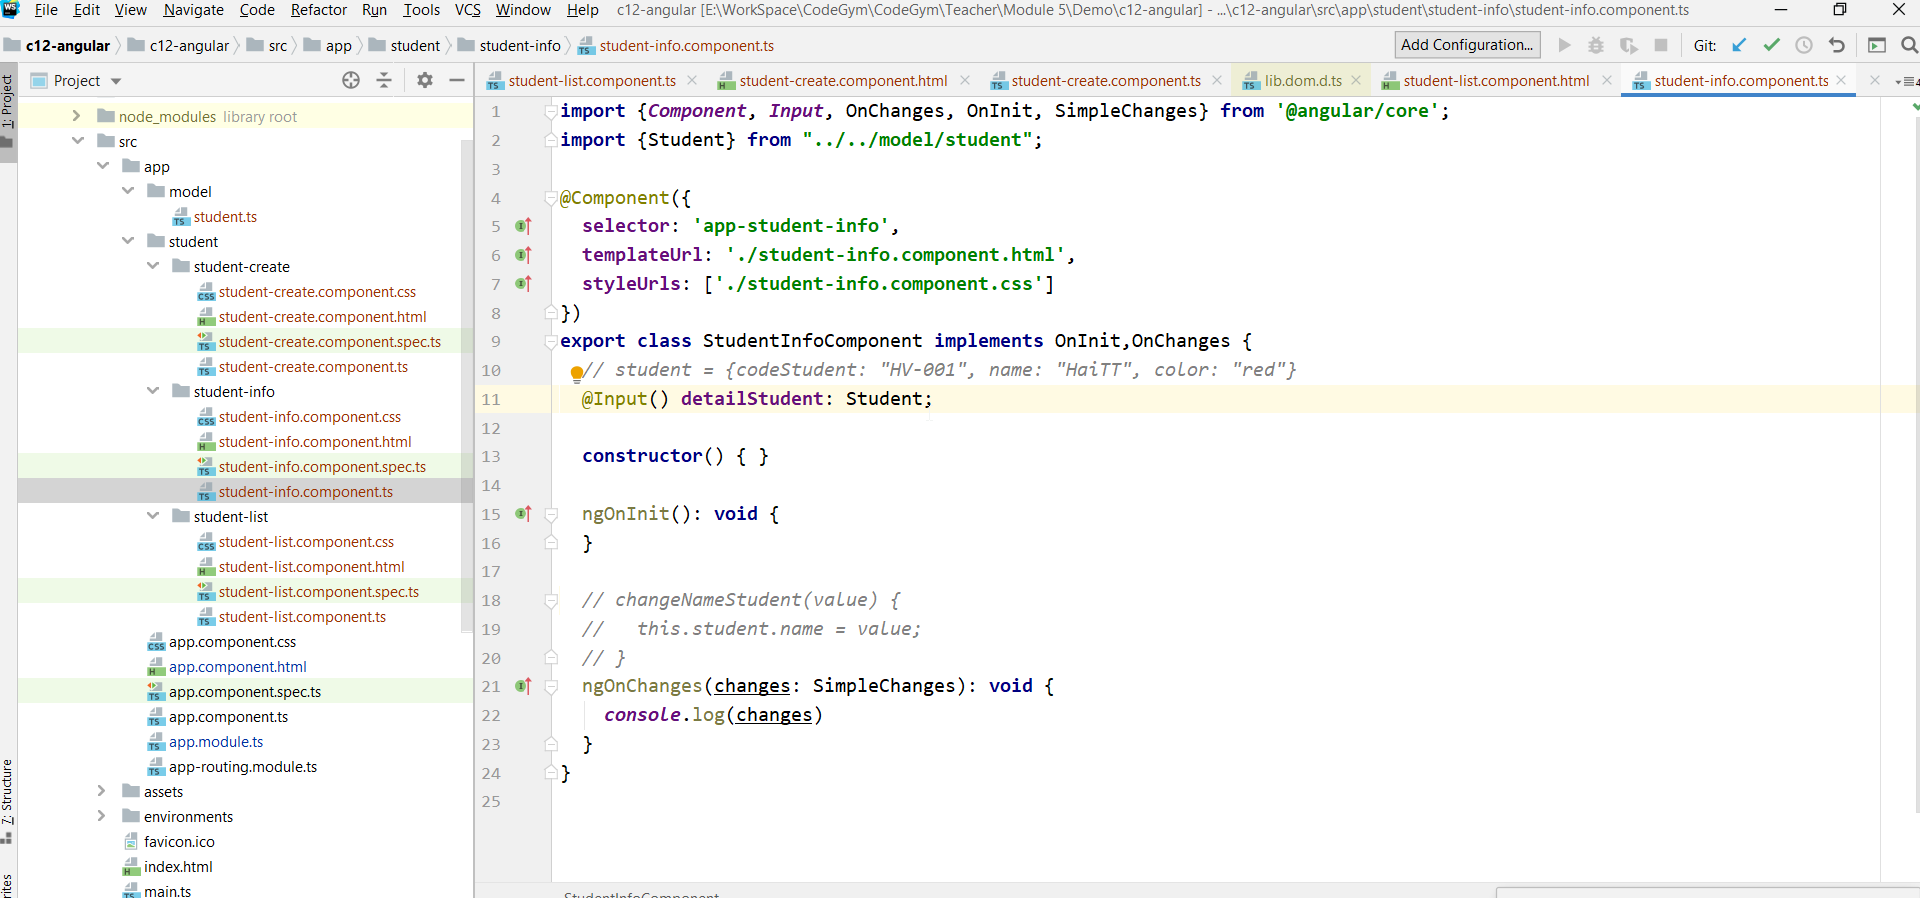 File Edit View Navigate Code Refactor Run Tools VCS Window Help c12-angular [E:\WorkSpace\CodeGym\CodeGym\Teacher\Module 5\Demo\c12-angular] - ...\c12-angular\src\app\student\student-info\student-info.component.ts
c12-angular c12-angular src app student student-info student-info.component.ts Add Configuration... Git:
1: Project
Project
student-list.component.ts student-create.component.html student-create.component.ts lib.dom.d.ts student-list.component.html student-info.component.ts
node_modules library root
src
app
model
student.ts
student
student-create
student-create.component.css
student-create.component.html
student-create.component.spec.ts
student-create.component.ts
student-info
student-info.component.css
student-info.component.html
student-info.component.spec.ts
student-info.component.ts
student-list
student-list.component.css
student-list.component.html
student-list.component.spec.ts
student-list.component.ts
app.component.css
app.component.html
app.component.spec.ts
app.component.ts
app.module.ts
app-routing.module.ts
assets
environments
favicon.ico
index.html
main.ts
7: Structure
1 import {Component, Input, OnChanges, OnInit, SimpleChanges} from '@angular/core';
2 import {Student} from "../../model/student";
3
4 @Component({
5 selector: 'app-student-info',
6 templateUrl: './student-info.component.html',
7 styleUrls: ['./student-info.component.css']
8 })
9 export class StudentInfoComponent implements OnInit,OnChanges {
10 // student = {codeStudent: "HV-001", name: "HaiTT", color: "red"}
11 @Input() detailStudent: Student;
12
13 constructor() { }
14
15 ngOnInit(): void {
16 }
17
18 // changeNameStudent(value) {
19 //   this.student.name = value;
20 // }
21 ngOnChanges(changes: SimpleChanges): void {
22 console.log(changes)
23 }
24 }
25
StudentInfoComponent